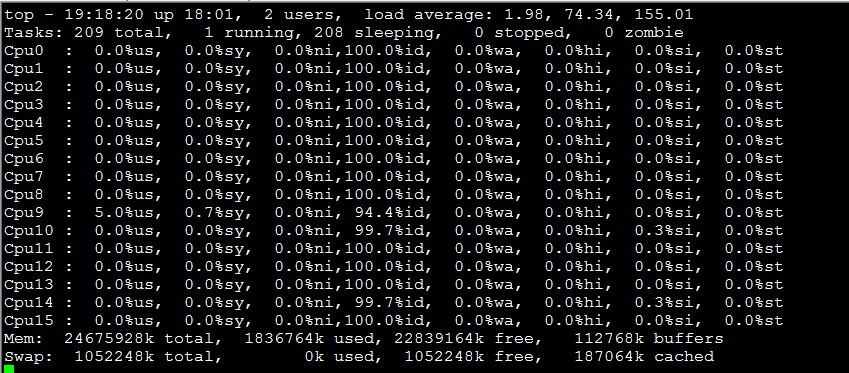 top - 19:18:20 up 18:01,  2 users,  load average: 1.98, 74.34, 155.01
Tasks: 209 total,   1 running, 208 sleeping,   0 stopped,   0 zombie
Cpu0  :  0.0%us,  0.0%sy,  0.0%ni,100.0%id,  0.0%wa,  0.0%hi,  0.0%si,  0.0%st
Cpu1  :  0.0%us,  0.0%sy,  0.0%ni,100.0%id,  0.0%wa,  0.0%hi,  0.0%si,  0.0%st
Cpu2  :  0.0%us,  0.0%sy,  0.0%ni,100.0%id,  0.0%wa,  0.0%hi,  0.0%si,  0.0%st
Cpu3  :  0.0%us,  0.0%sy,  0.0%ni,100.0%id,  0.0%wa,  0.0%hi,  0.0%si,  0.0%st
Cpu4  :  0.0%us,  0.0%sy,  0.0%ni,100.0%id,  0.0%wa,  0.0%hi,  0.0%si,  0.0%st
Cpu5  :  0.0%us,  0.0%sy,  0.0%ni,100.0%id,  0.0%wa,  0.0%hi,  0.0%si,  0.0%st
Cpu6  :  0.0%us,  0.0%sy,  0.0%ni,100.0%id,  0.0%wa,  0.0%hi,  0.0%si,  0.0%st
Cpu7  :  0.0%us,  0.0%sy,  0.0%ni,100.0%id,  0.0%wa,  0.0%hi,  0.0%si,  0.0%st
Cpu8  :  0.0%us,  0.0%sy,  0.0%ni,100.0%id,  0.0%wa,  0.0%hi,  0.0%si,  0.0%st
Cpu9  :  5.0%us,  0.7%sy,  0.0%ni, 94.4%id,  0.0%wa,  0.0%hi,  0.0%si,  0.0%st
Cpu10 :  0.0%us,  0.0%sy,  0.0%ni, 99.7%id,  0.0%wa,  0.0%hi,  0.3%si,  0.0%st
Cpu11 :  0.0%us,  0.0%sy,  0.0%ni,100.0%id,  0.0%wa,  0.0%hi,  0.0%si,  0.0%st
Cpu12 :  0.0%us,  0.0%sy,  0.0%ni,100.0%id,  0.0%wa,  0.0%hi,  0.0%si,  0.0%st
Cpu13 :  0.0%us,  0.0%sy,  0.0%ni,100.0%id,  0.0%wa,  0.0%hi,  0.0%si,  0.0%st
Cpu14 :  0.0%us,  0.0%sy,  0.0%ni, 99.7%id,  0.0%wa,  0.0%hi,  0.3%si,  0.0%st
Cpu15 :  0.0%us,  0.0%sy,  0.0%ni,100.0%id,  0.0%wa,  0.0%hi,  0.0%si,  0.0%st
Mem:  24675928k total,  1836764k used, 22839164k free,   112768k buffers
Swap:  1052248k total,        0k used,  1052248k free,   187064k cached